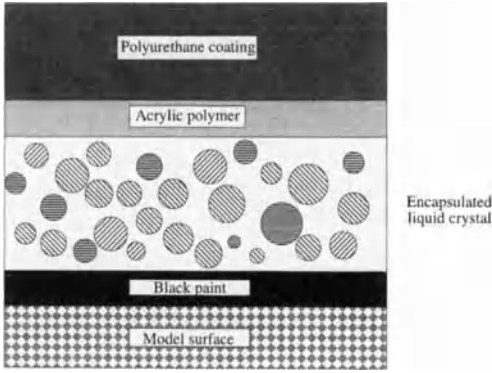 Polyurethane coating
Acrylic polymer
Encapsulated
liquid crystal
Black paint
Model surface